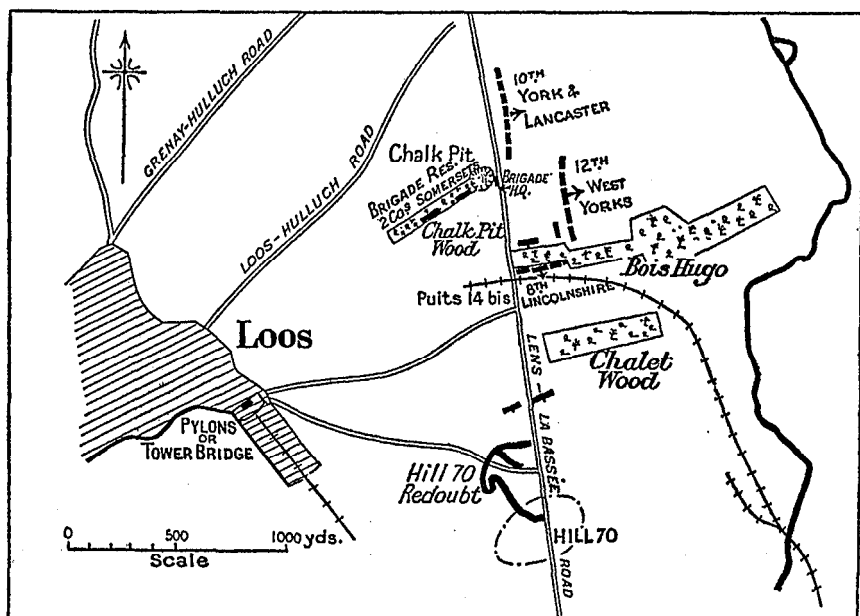 GRENAY-HULLUCH ROAD
LOOS-HULLUCH ROAD
10TH
YORK &
LANCASTER
Chalk Pit
BRIGADE RES.
2 COS SOMERSETS
BRIGADE HQ.
12TH
WEST
YORKS
Chalk Pit
Wood
Bois Hugo
Puits 14 bis
8TH
LINCOLNSHIRE
Loos
Chalet
Wood
LENS-LA BASSÉE ROAD
PYLONS
OR
TOWER BRIDGE
Hill 70
Redoubt
HILL 70
0 500 1000 yds.
Scale